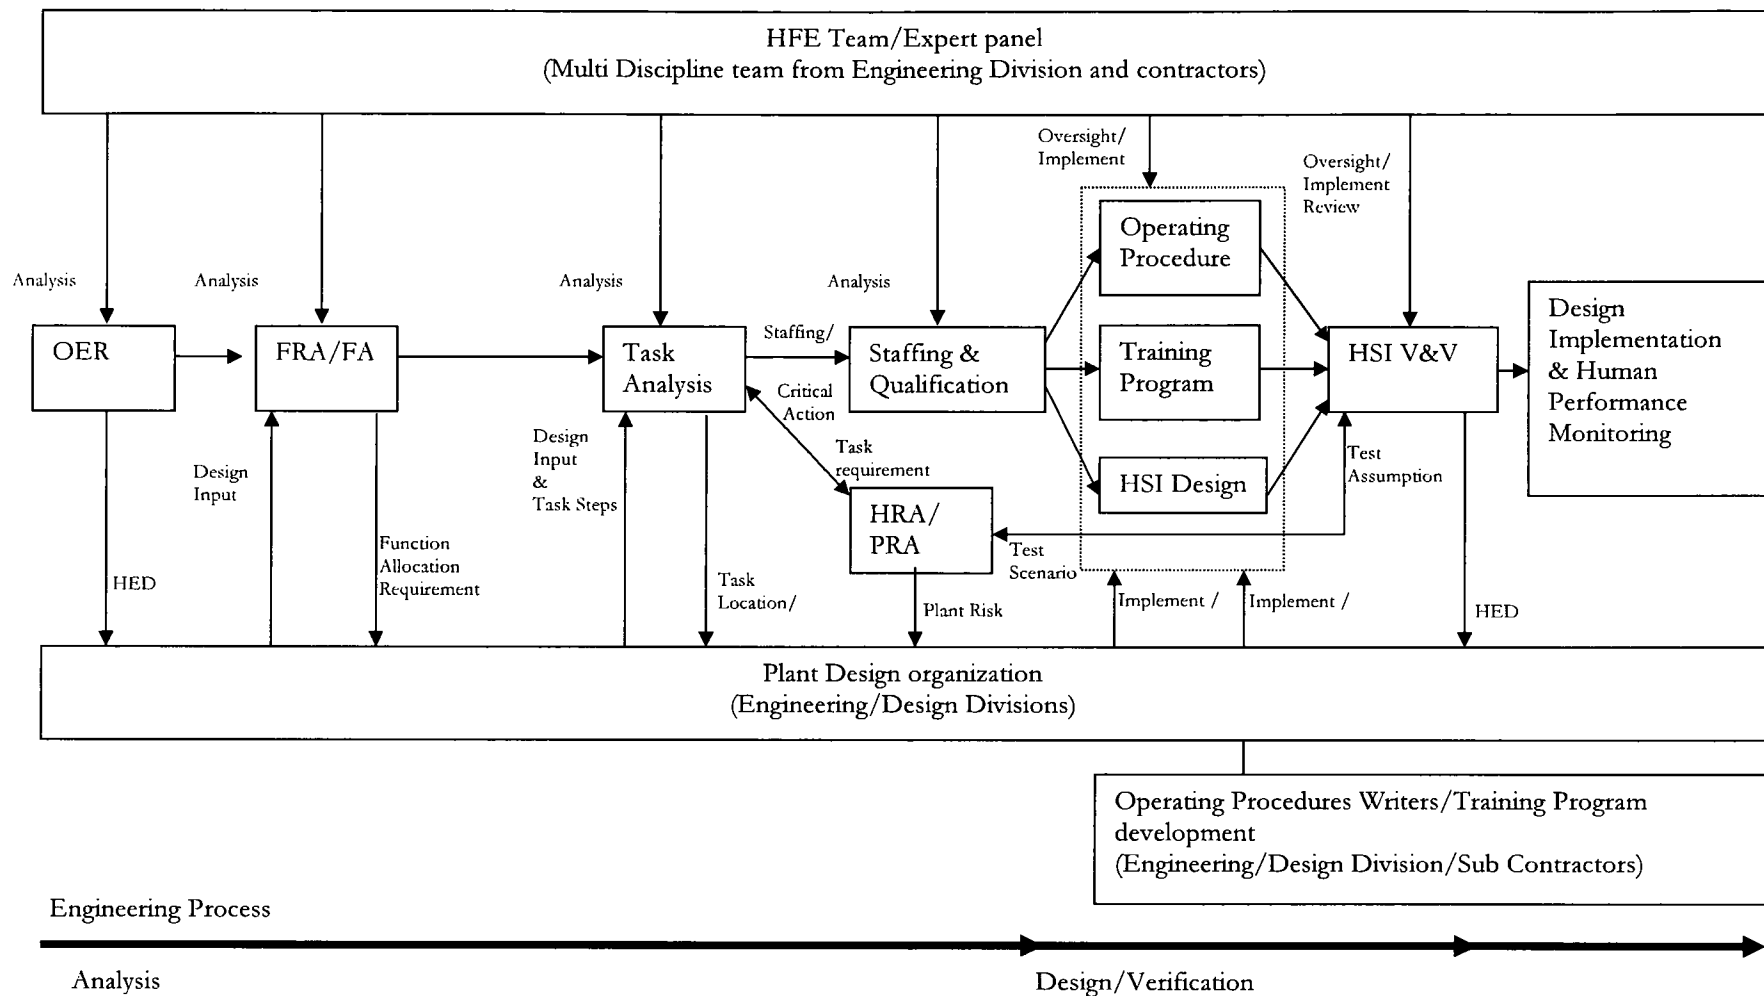 HFE Team/Expert panel
(Multi Discipline team from Engineering Division and contractors)
Oversight/
Implement
Oversight/
Implement
Review
Analysis
Analysis
Analysis
Analysis
OER
FRA/FA
Task
Analysis
Staffing/
Staffing &
Qualification
Operating
Procedure
Training
Program
HSI Design
HSI V&V
Design
Implementation
& Human
Performance
Monitoring
Critical
Action
Task
requirement
Design
Input
Design
Input
&
Task Steps
HRA/
PRA
Test
Scenario
Test
Assumption
HED
Function
Allocation
Requirement
Task
Location/
Plant Risk
Implement /
Implement /
HED
Plant Design organization
(Engineering/Design Divisions)
Operating Procedures Writers/Training Program
development
(Engineering/Design Division/Sub Contractors)
Engineering Process
Analysis
Design/Verification